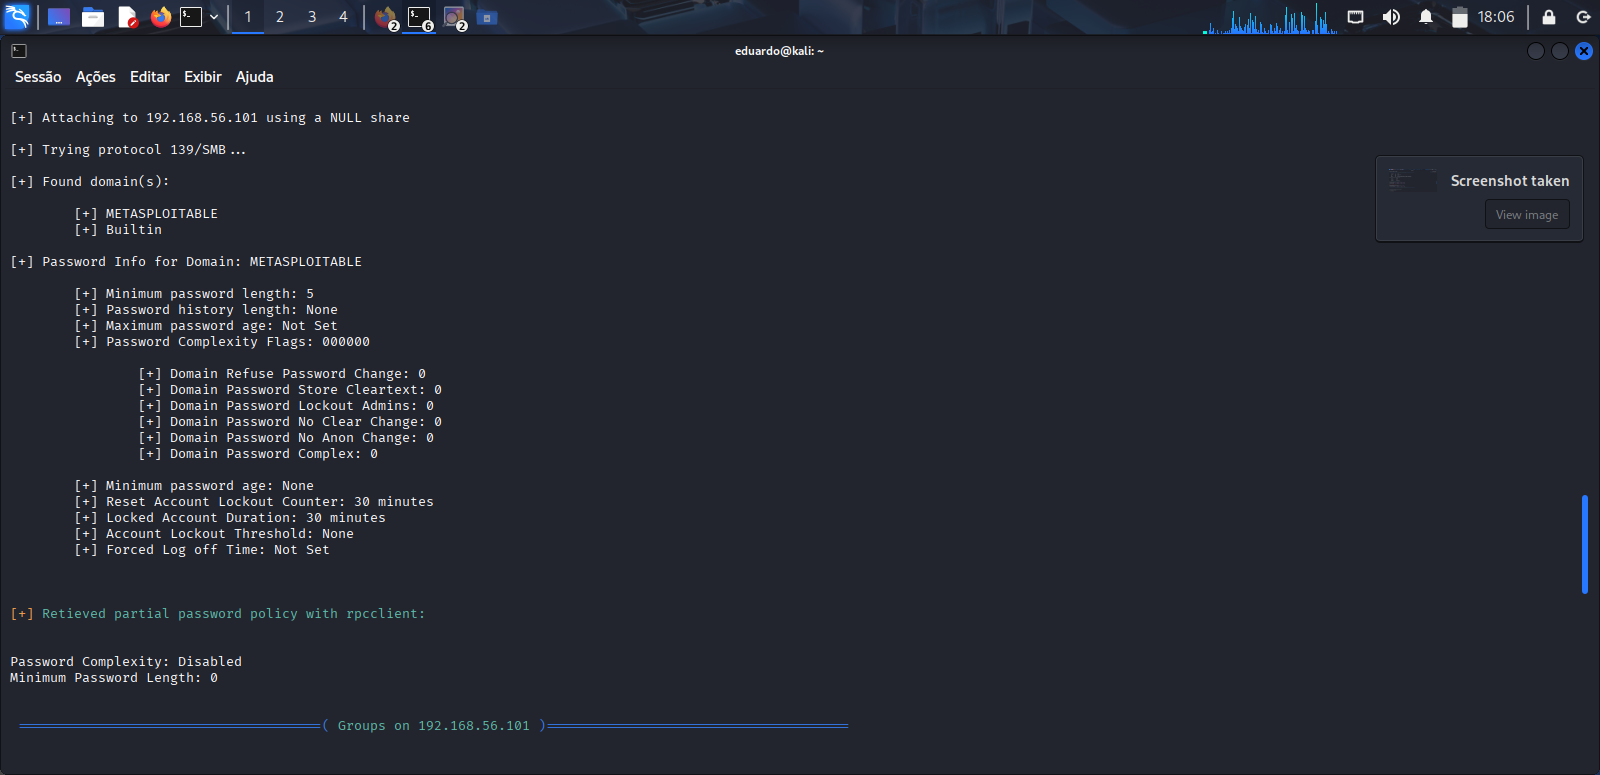 1 2 3 4 2 6 2 18:06
eduardo@kali: ~
Sessão Ações Editar Exibir Ajuda
[+] Attaching to 192.168.56.101 using a NULL share
[+] Trying protocol 139/SMB...
[+] Found domain(s):
[+] METASPLOITABLE
[+] Builtin
[+] Password Info for Domain: METASPLOITABLE
[+] Minimum password length: 5
[+] Password history length: None
[+] Maximum password age: Not Set
[+] Password Complexity Flags: 000000
[+] Domain Refuse Password Change: 0
[+] Domain Password Store Cleartext: 0
[+] Domain Password Lockout Admins: 0
[+] Domain Password No Clear Change: 0
[+] Domain Password No Anon Change: 0
[+] Domain Password Complex: 0
[+] Minimum password age: None
[+] Reset Account Lockout Counter: 30 minutes
[+] Locked Account Duration: 30 minutes
[+] Account Lockout Threshold: None
[+] Forced Log off Time: Not Set
[+] Retieved partial password policy with rpcclient:
Password Complexity: Disabled
Minimum Password Length: 0
( Groups on 192.168.56.101 )
Screenshot taken
View image